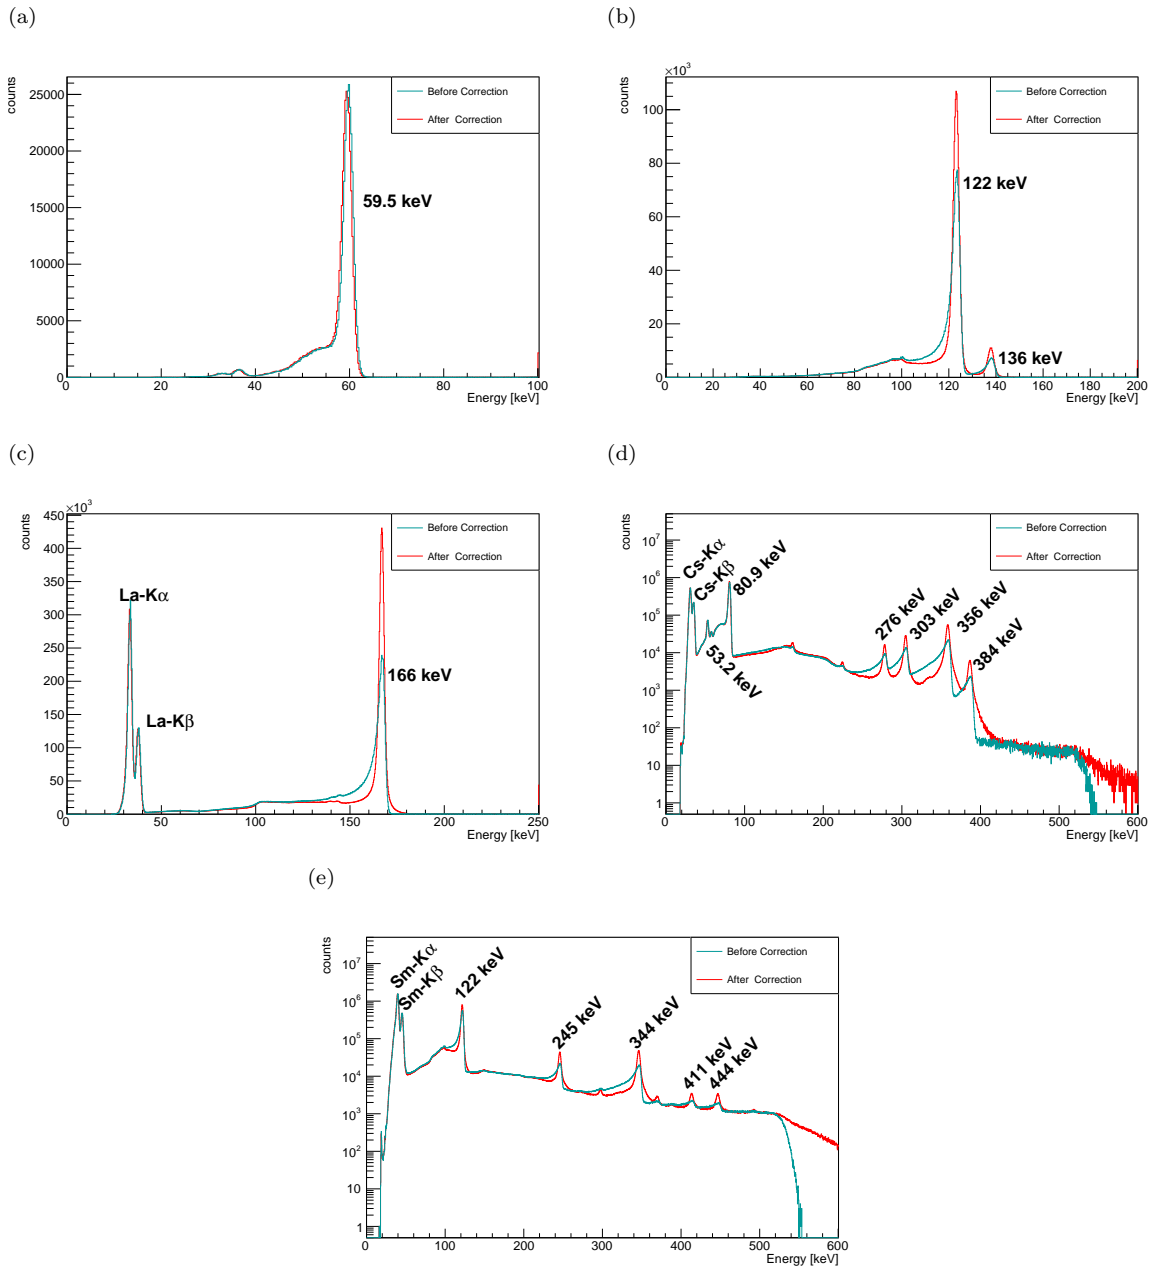 (a)
counts
25000
20000
15000
10000
5000
0
0 20 40 60 80 100
Energy [keV]
Before Correction
After Correction
59.5 keV
(b)
×10³
counts
100
80
60
40
20
0
0 20 40 60 80 100 120 140 160 180 200
Energy [keV]
Before Correction
After Correction
122 keV
136 keV
(c)
×10³
counts
450
400
350
300
250
200
150
100
50
0
0 50 100 150 200 250
Energy [keV]
Before Correction
After Correction
La-Kα
La-Kβ
166 keV
(d)
counts
10⁷
10⁶
10⁵
10⁴
10³
10²
10
1
0 100 200 300 400 500 600
Energy [keV]
Before Correction
After Correction
Cs-Kα
Cs-Kβ
80.9 keV
53.2 keV
276 keV
303 keV
356 keV
384 keV
(e)
counts
10⁷
10⁶
10⁵
10⁴
10³
10²
10
1
0 100 200 300 400 500 600
Energy [keV]
Before Correction
After Correction
Sm-Kα
Sm-Kβ
122 keV
245 keV
344 keV
411 keV
444 keV